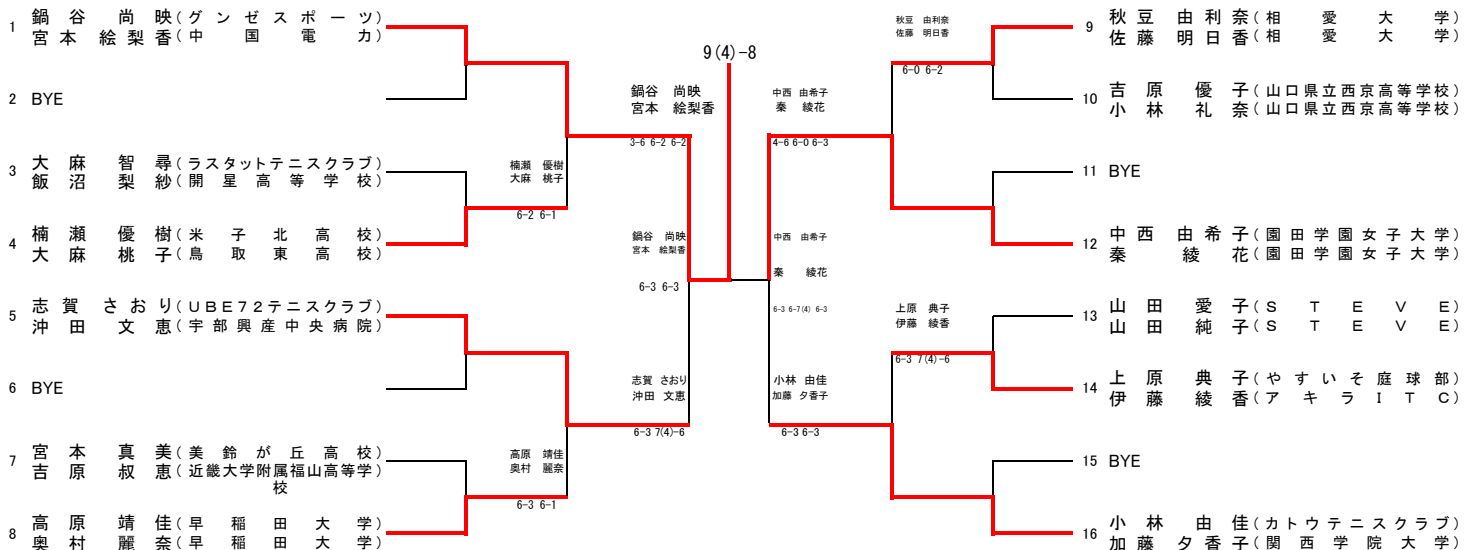 1 鍋谷 尚映(グンゼスポーツ)
宮本 絵梨香(中国電力)
2 BYE
3 大麻 智尋(ラスタットテニスクラブ)
飯沼 梨紗(開星高等学校)
4 楠瀬 優樹(米子北高校)
大麻 桃子(鳥取東高校)
5 志賀 さおり(UBE72テニスクラブ)
沖田 文恵(宇部興産中央病院)
6 BYE
7 宮本 真美(美鈴が丘高校)
吉原 叔恵(近畿大学附属福山高等学校)
8 高原 靖佳(早稲田大学)
奥村 麗奈(早稲田大学)
楠瀬 優樹
大麻 桃子
6-2 6-1
高原 靖佳
奥村 麗奈
6-3 6-1
鍋谷 尚映
宮本 絵梨香
3-6 6-2 6-2
鍋谷 尚映
宮本 絵梨香
6-3 6-3
志賀 さおり
沖田 文恵
6-3 7(4)-6
9(4)-8
中西 由希子
秦 綾花
4-6 6-0 6-3
中西 由希子
秦 綾花
6-3 6-7(4) 6-3
小林 由佳
加藤 夕香子
6-3 6-3
秋豆 由利奈
佐藤 明日香
6-0 6-2
上原 典子
伊藤 綾香
6-3 7(4)-6
9 秋豆 由利奈(相愛大学)
佐藤 明日香(相愛大学)
10 吉原 優子(山口県立西京高等学校)
小林 礼奈(山口県立西京高等学校)
11 BYE
12 中西 由希子(園田学園女子大学)
秦 綾花(園田学園女子大学)
13 山田 愛子(STEVE)
山田 純子(STEVE)
14 上原 典子(やすいそ庭球部)
伊藤 綾香(アキラITC)
15 BYE
16 小林 由佳(カトウテニスクラブ)
加藤 夕香子(関西学院大学)